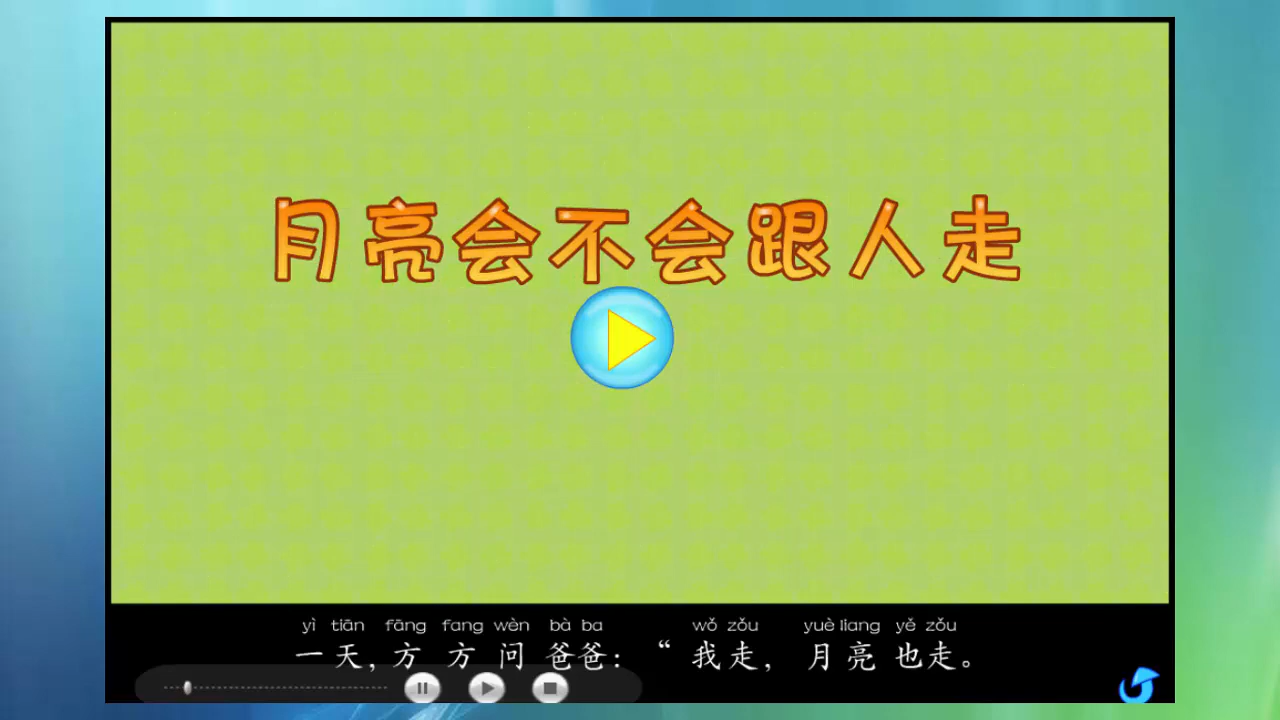 月亮会不会跟人走
yì tiān fāng fang wèn bà ba wǒ zǒu yuè liang yě zǒu
一天，方方问爸爸：“我走，月亮也走。